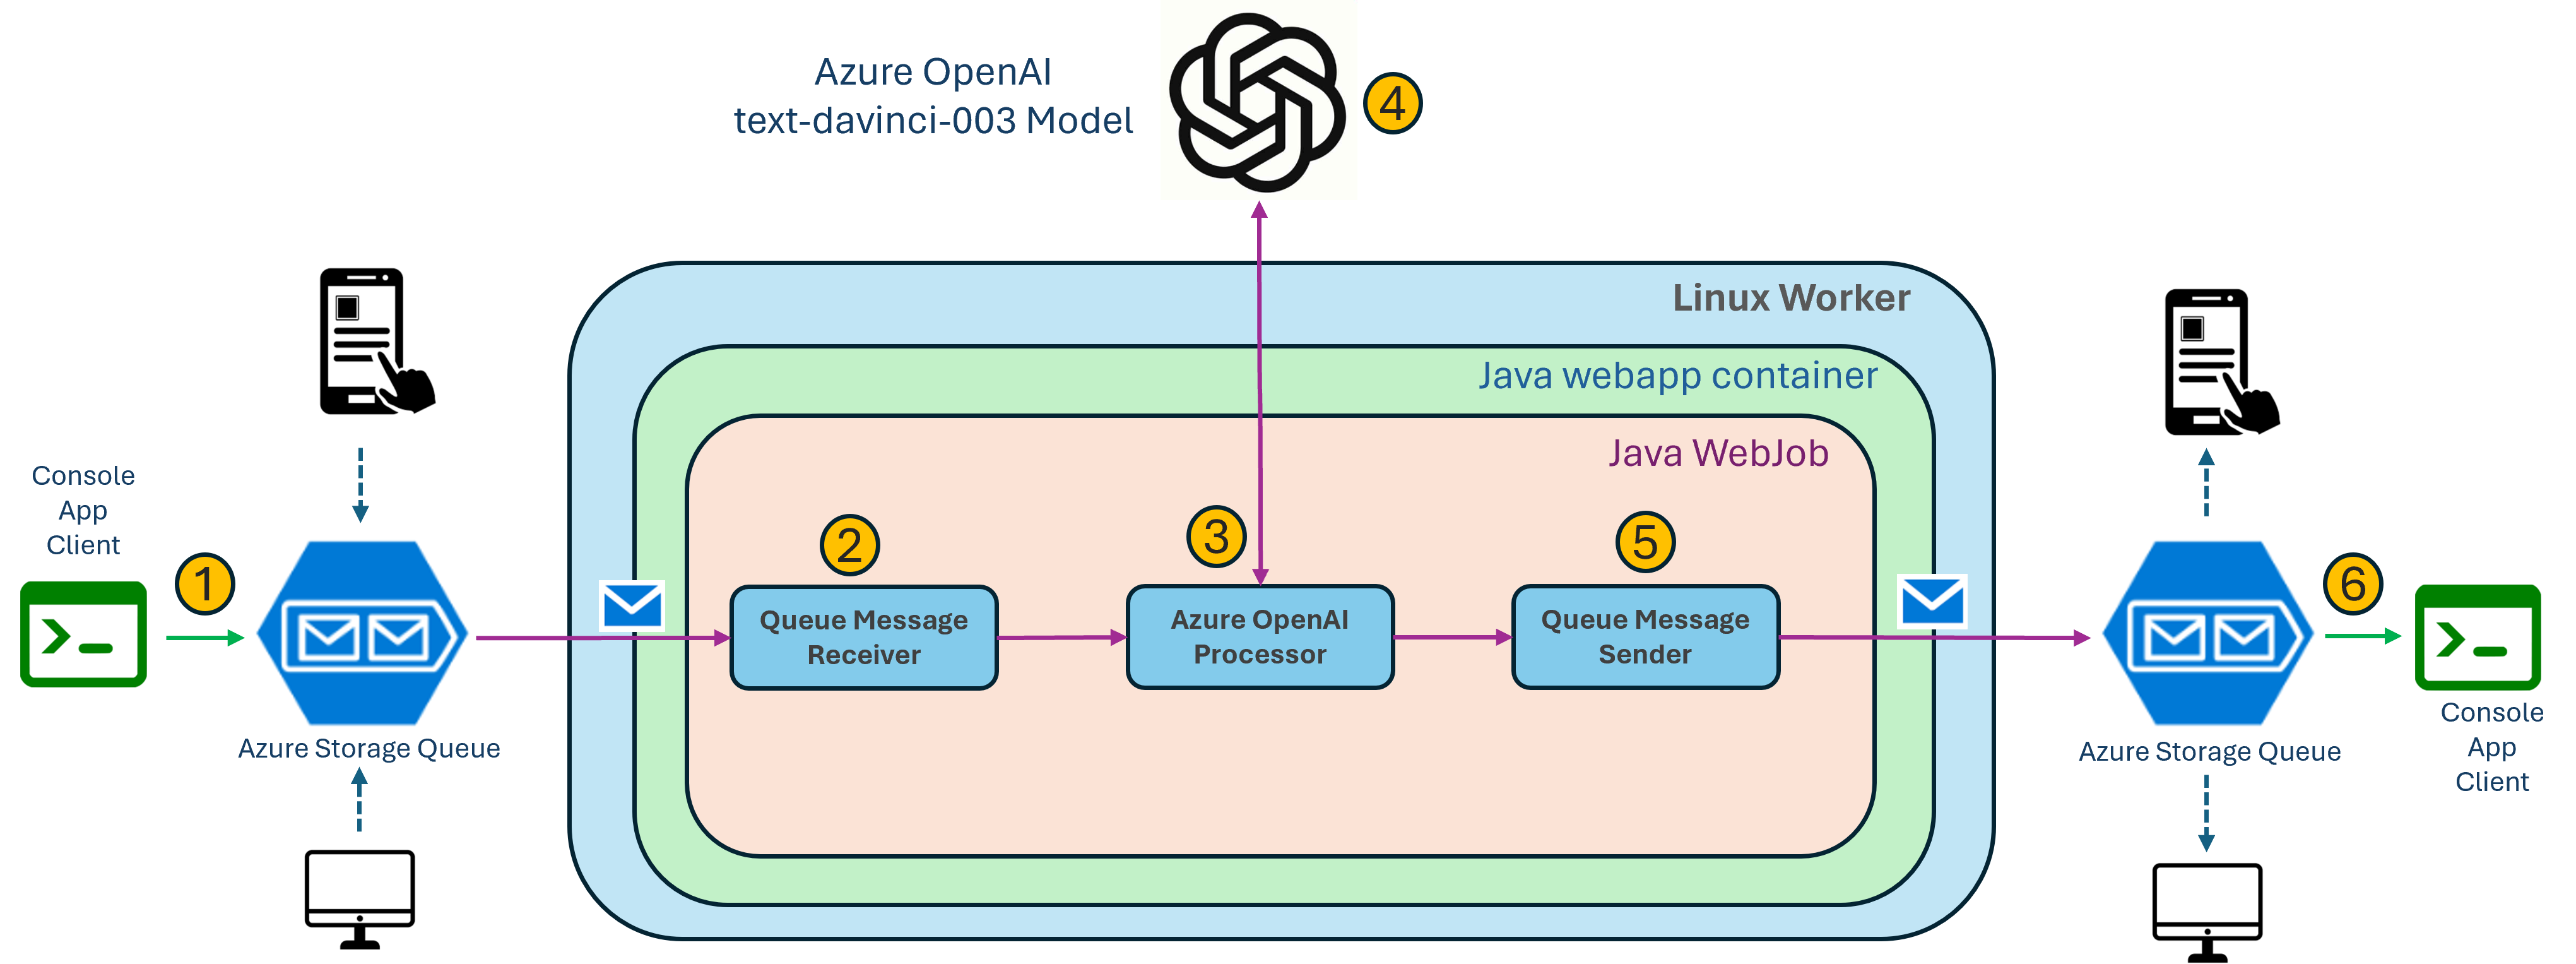 Azure OpenAI
text-davinci-003 Model
4
Linux Worker
Java webapp container
Java WebJob
Console
App
Client
1
2
3
5
6
Queue Message
Receiver
Azure OpenAI
Processor
Queue Message
Sender
Azure Storage Queue
Azure Storage Queue
Console
App
Client